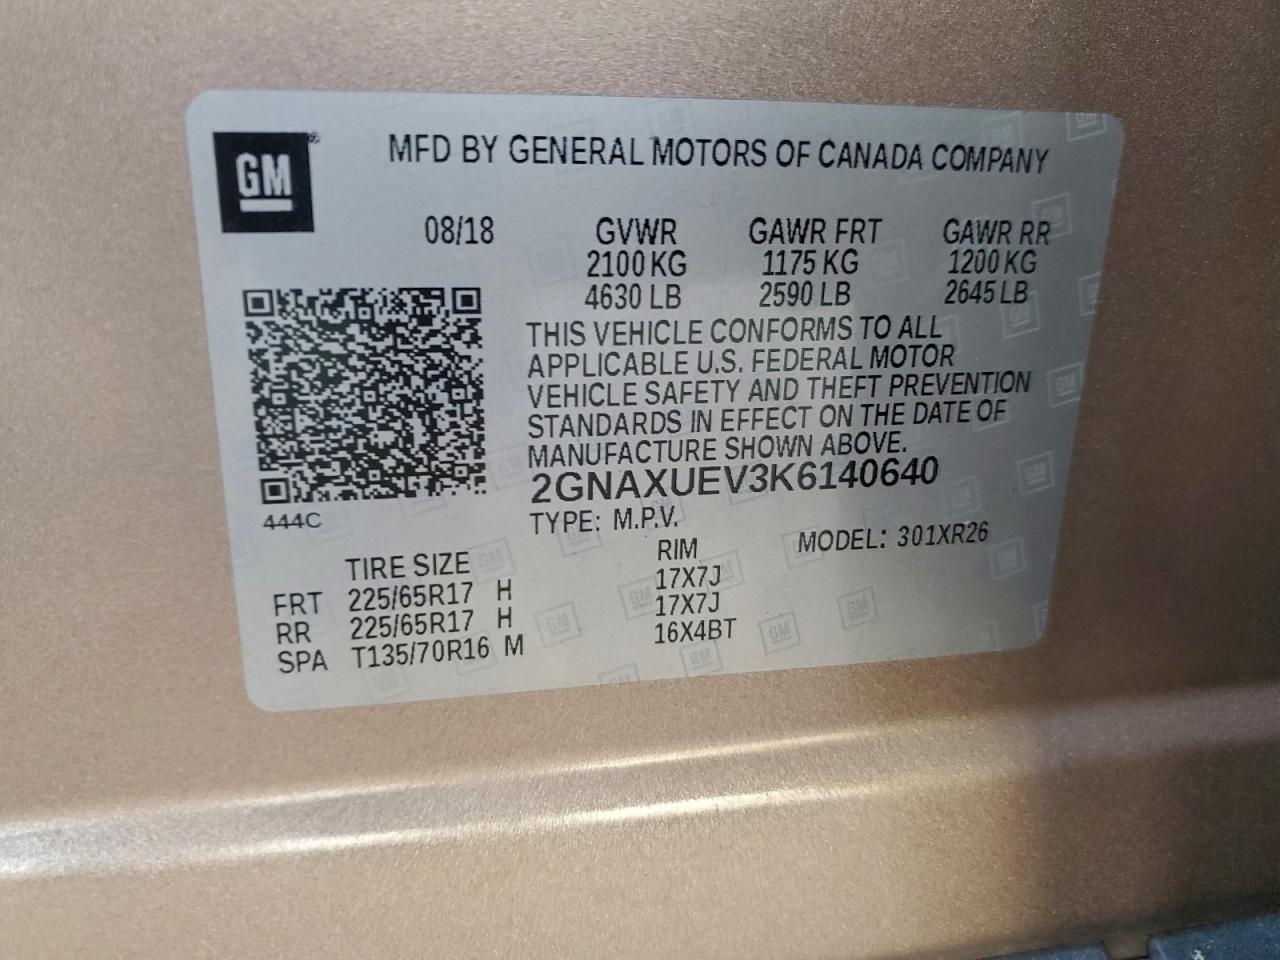 GM®
MFD BY GENERAL MOTORS OF CANADA COMPANY
08/18 GVWR GAWR FRT GAWR RR
2100 KG 1175 KG 1200 KG
4630 LB 2590 LB 2645 LB
THIS VEHICLE CONFORMS TO ALL
APPLICABLE U.S. FEDERAL MOTOR
VEHICLE SAFETY AND THEFT PREVENTION
STANDARDS IN EFFECT ON THE DATE OF
MANUFACTURE SHOWN ABOVE.
2GNAXUEV3K6140640
444C
TYPE: M.P.V. MODEL: 301XR26
TIRE SIZE RIM
FRT 225/65R17 H 17X7J
RR 225/65R17 H 17X7J
SPA T135/70R16 M 16X4BT